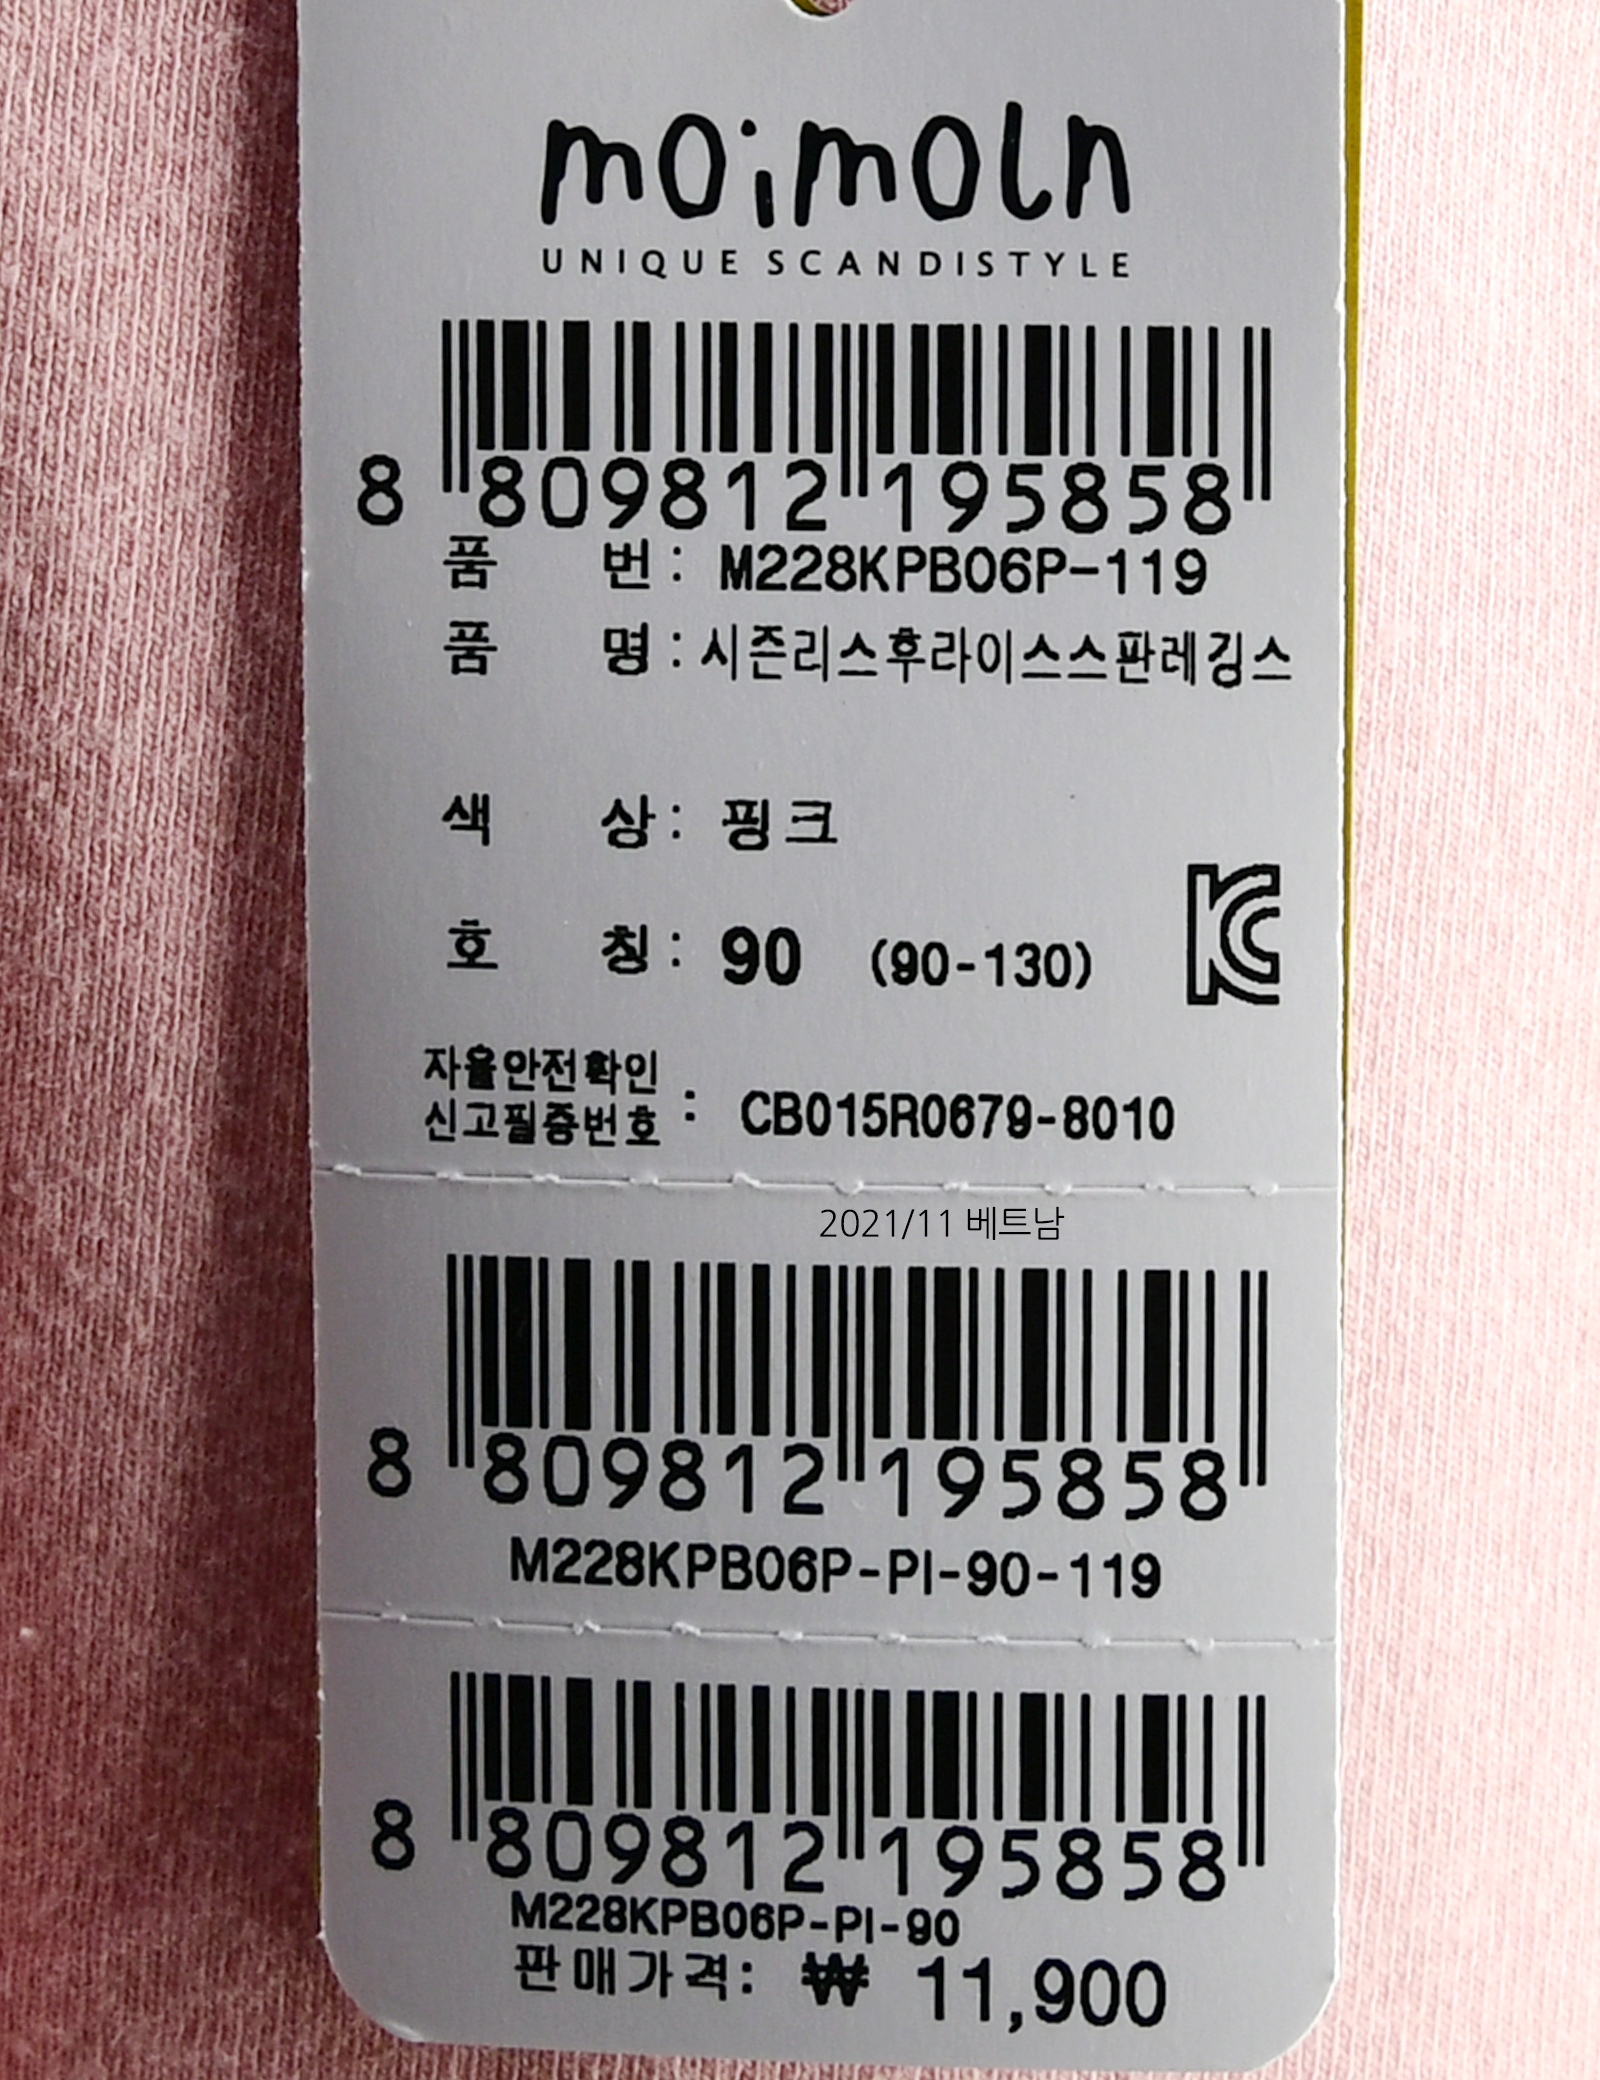 moimoln
UNIQUE SCANDISTYLE
8 809812 195858
품 번 : M228KPB06P-119
품 명 : 시즌리스후라이스스판레깅스
색 상 : 핑크
호 칭 : 90 (90-130)
자율안전확인
신고필증번호 : CB015R0679-8010
2021/11 베트남
8 809812 195858
M228KPB06P-PI-90-119
8 809812 195858
M228KPB06P-PI-90
판매가격: ₩ 11,900